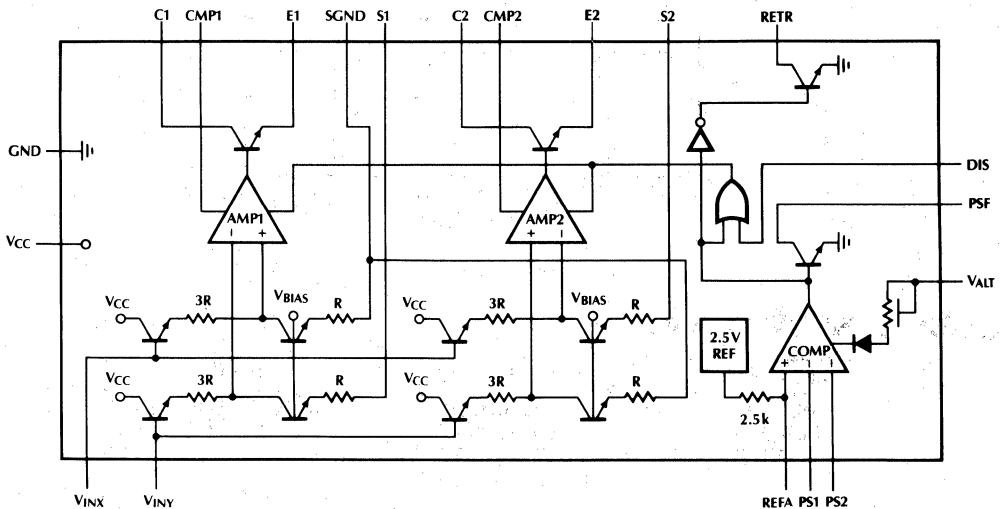 C1 CMP1 E1 SGND S1 C2 CMP2 E2 S2 RETR
GND
DIS
AMP1
AMP2
PSF
VCC
VALT
VCC 3R VBIAS R VCC 3R VBIAS R
2.5V
REF
COMP
VCC 3R R VCC 3R R
2.5k
VINX VINY REFA PS1 PS2
− + + − + − −